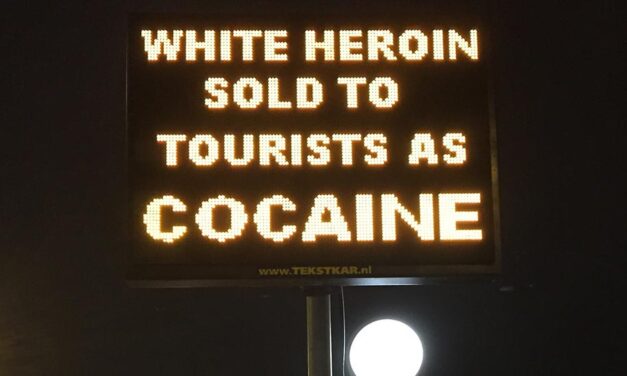 WHITE HEROIN
SOLD TO
TOURISTS AS
COCAINE
www.TEKSTKAR.nl